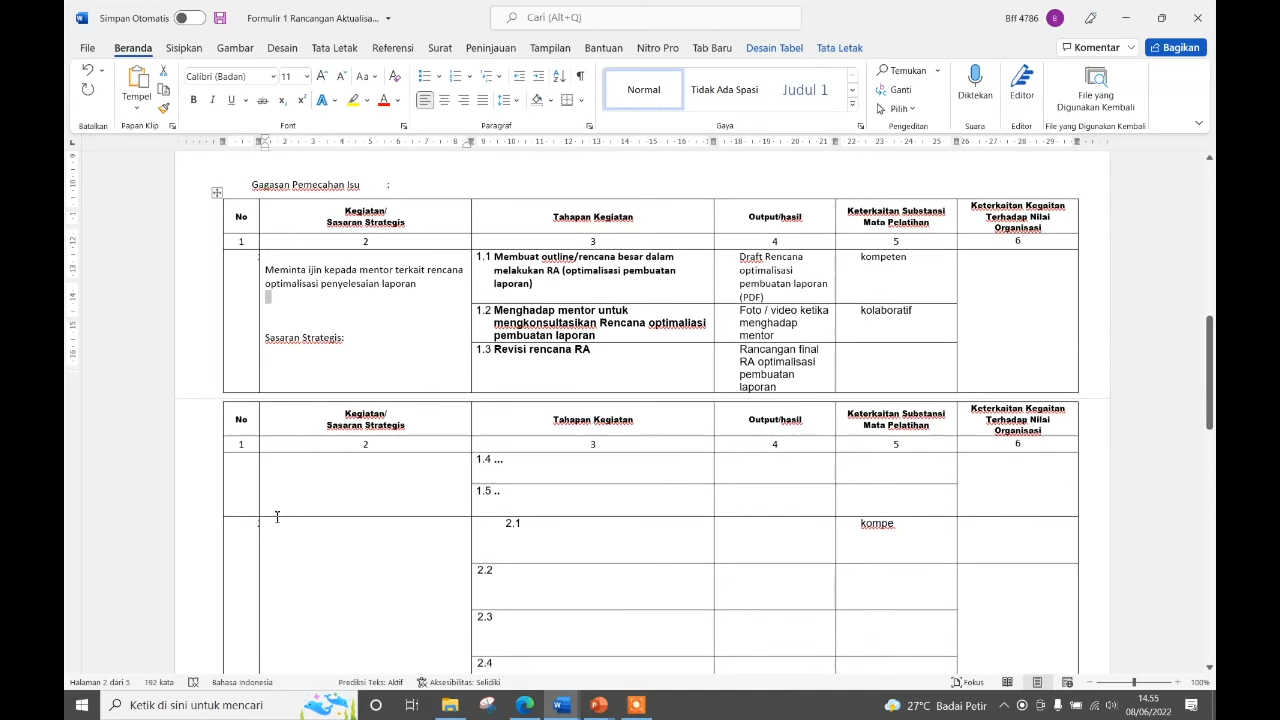 Simpan Otomatis
Formulir 1 Rancangan Aktualisa...
Cari (Alt+Q)
Bff 4786
B
File
Beranda
Sisipkan
Gambar
Desain
Tata Letak
Referensi
Surat
Peninjauan
Tampilan
Bantuan
Nitro Pro
Tab Baru
Desain Tabel
Tata Letak
Komentar
Bagikan
Tempel
Calibri (Badan)
11
Normal
Tidak Ada Spasi
Judul 1
Temukan
Ganti
Pilih
Diktekan
Editor
File yang
Digunakan Kembali
Batalkan
Papan Klip
Font
Paragraf
Gaya
Pengeditan
Suara
Editor
File yang Digunakan Kembali
Gagasan Pemecahan Isu :
No
Kegiatan/
Sasaran Strategis
Tahapan Kegiatan
Output/hasil
Keterkaitan Substansi
Mata Pelatihan
Keterkaitan Kegaitan
Terhadap Nilai
Organisasi
1
2
3
4
5
6
Meminta ijin kepada mentor terkait rencana
optimalisasi penyelesaian laporan
Sasaran Strategis:
1.1 Membuat outline/rencana besar dalam
melakukan RA (optimalisasi pembuatan
laporan)
Draft Rencana
optimalisasi
pembuatan laporan
(PDF)
kompeten
1.2 Menghadap mentor untuk
mengkonsultasikan Rencana optimaliasi
pembuatan laporan
Foto / video ketika
menghadap
mentor
kolaboratif
1.3 Revisi rencana RA
Rancangan final
RA optimalisasi
pembuatan
laporan
No
Kegiatan/
Sasaran Strategis
Tahapan Kegiatan
Output/hasil
Keterkaitan Substansi
Mata Pelatihan
Keterkaitan Kegaitan
Terhadap Nilai
Organisasi
1
2
3
4
5
6
1.4 ...
1.5 ..
2.1
kompe
2.2
2.3
2.4
Halaman 2 dari 5
192 kata
Bahasa Indonesia
Prediksi Teks: Aktif
Aksesibilitas: Selidiki
Fokus
100%
Ketik di sini untuk mencari
27°C Badai Petir
14.55
08/06/2022